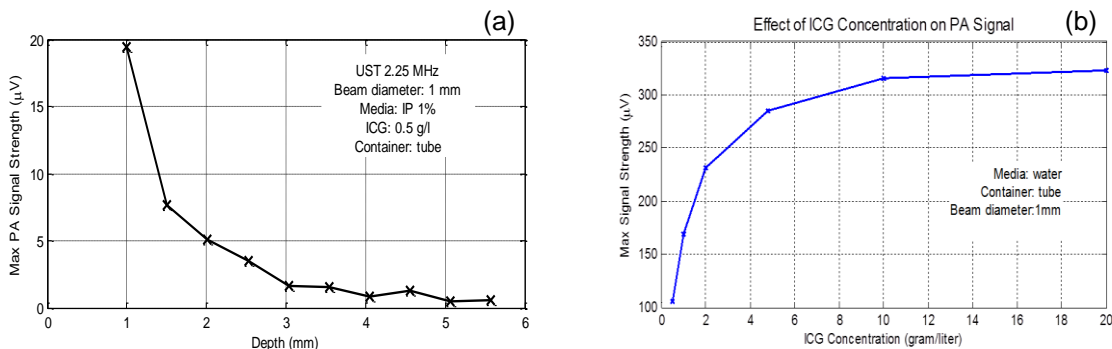 (a)
20
15
10
5
0
0 1 2 3 4 5 6
Max PA Signal Strength (μV)
Depth (mm)
UST 2.25 MHz
Beam diameter: 1 mm
Media: IP 1%
ICG: 0.5 g/l
Container: tube
(b)
Effect of ICG Concentration on PA Signal
350
300
250
200
150
100
0 2 4 6 8 10 12 14 16 18 20
Max Signal Strength (μV)
ICG Concentration (gram/liter)
Media: water
Container: tube
Beam diameter:1mm